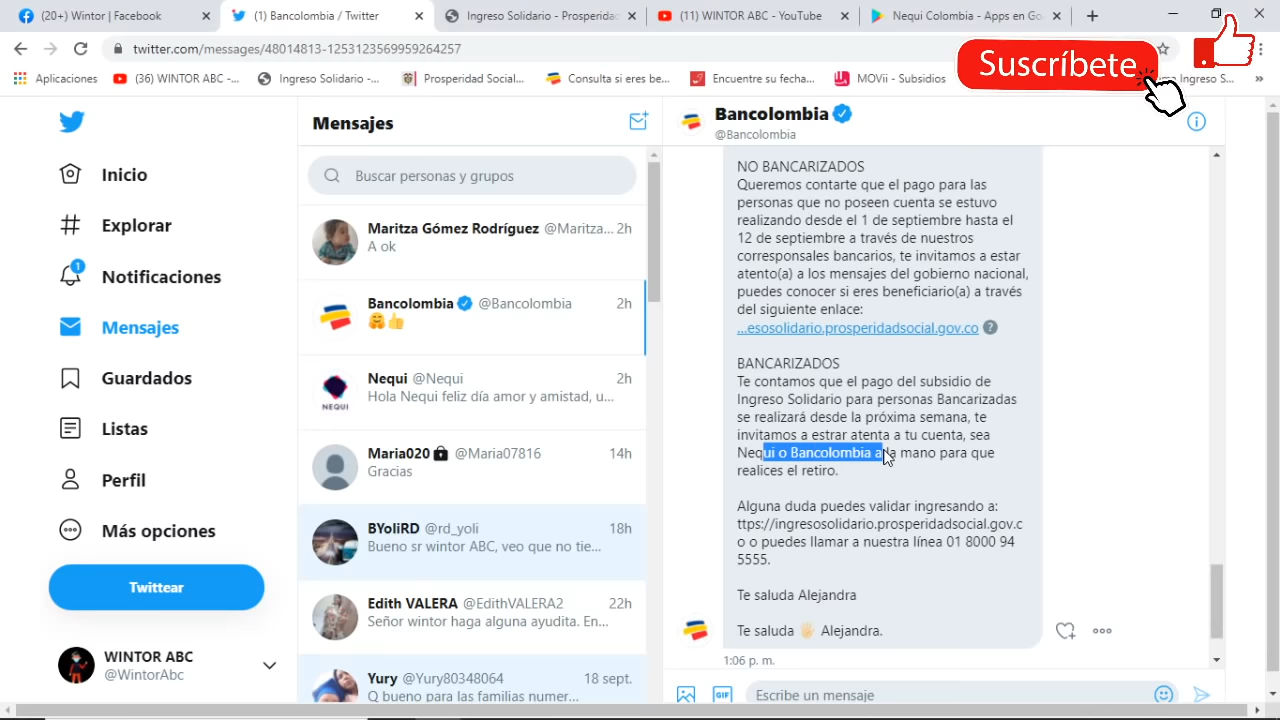 (20+) Wintor | Facebook
(1) Bancolombia / Twitter
Ingreso Solidario - Prosperidad
(11) WINTOR ABC - YouTube
Nequi Colombia - Apps en Go
twitter.com/messages/48014813-1253123569959264257
Aplicaciones
(36) WINTOR ABC -...
Ingreso Solidario -...
Prosperidad Social...
Consulta si eres be...
Encuentre su fecha...
MOVii - Subsidios
Ingreso S...
Suscríbete
Inicio
Explorar
1
Notificaciones
Mensajes
Guardados
Listas
Perfil
Más opciones
Twittear
WINTOR ABC
@WintorAbc
Mensajes
Buscar personas y grupos
Maritza Gómez Rodríguez @Maritza... 2h
A ok
Bancolombia @Bancolombia 2h
🤗👍
NEQUI
Nequi @Nequi 2h
Hola Nequi feliz día amor y amistad, u...
Maria020 @Maria07816 14h
Gracias
BYoliRD @rd_yoli 18h
Bueno sr wintor ABC, veo que no tie...
Edith VALERA @EdithVALERA2 22h
Señor wintor haga alguna ayudita. En...
Yury @Yury80348064 18 sept.
Q bueno para las familias numer...
Bancolombia
@Bancolombia
NO BANCARIZADOS
Queremos contarte que el pago para las
personas que no poseen cuenta se estuvo
realizando desde el 1 de septiembre hasta el
12 de septiembre a través de nuestros
corresponsales bancarios, te invitamos a estar
atento(a) a los mensajes del gobierno nacional,
puedes conocer si eres beneficiario(a) a través
del siguiente enlace:
...esosolidario.prosperidadsocial.gov.co ?
BANCARIZADOS
Te contamos que el pago del subsidio de
Ingreso Solidario para personas Bancarizadas
se realizará desde la próxima semana, te
invitamos a estrar atenta a tu cuenta, sea
Nequi o Bancolombia a la mano para que
realices el retiro.
Alguna duda puedes validar ingresando a:
ttps://ingresosolidario.prosperidadsocial.gov.c
o o puedes llamar a nuestra línea 01 8000 94
5555.
Te saluda Alejandra
Te saluda 🖐🏻 Alejandra.
1:06 p. m.
GIF
Escribe un mensaje